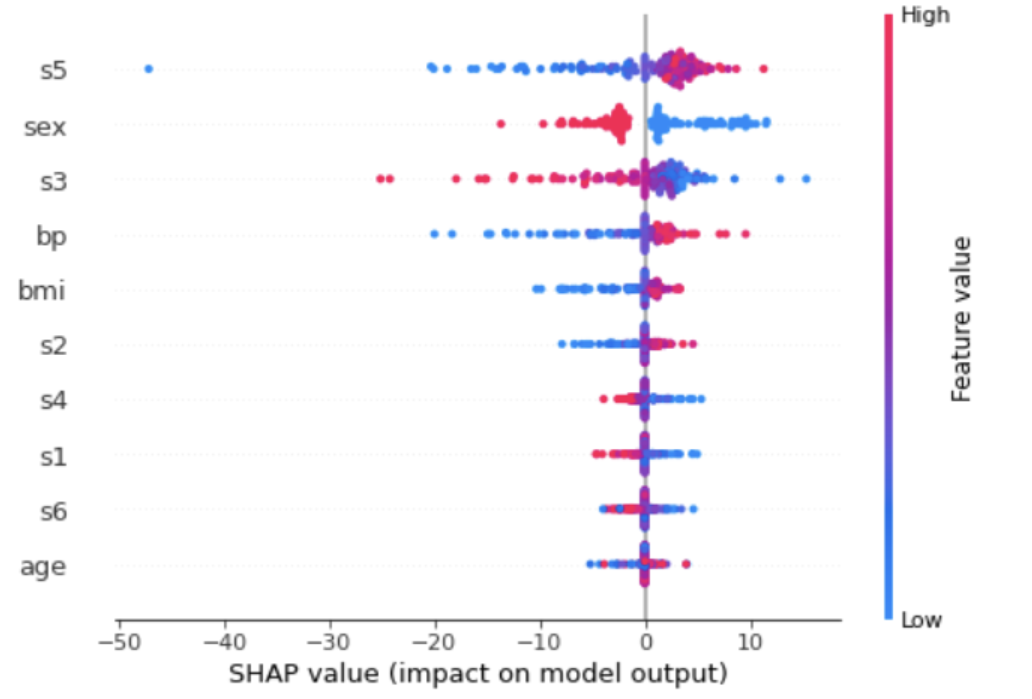 High
s5
sex
s3
bp
bmi
s2
s4
s1
s6
age
Feature value
Low
−50 −40 −30 −20 −10 0 10
SHAP value (impact on model output)